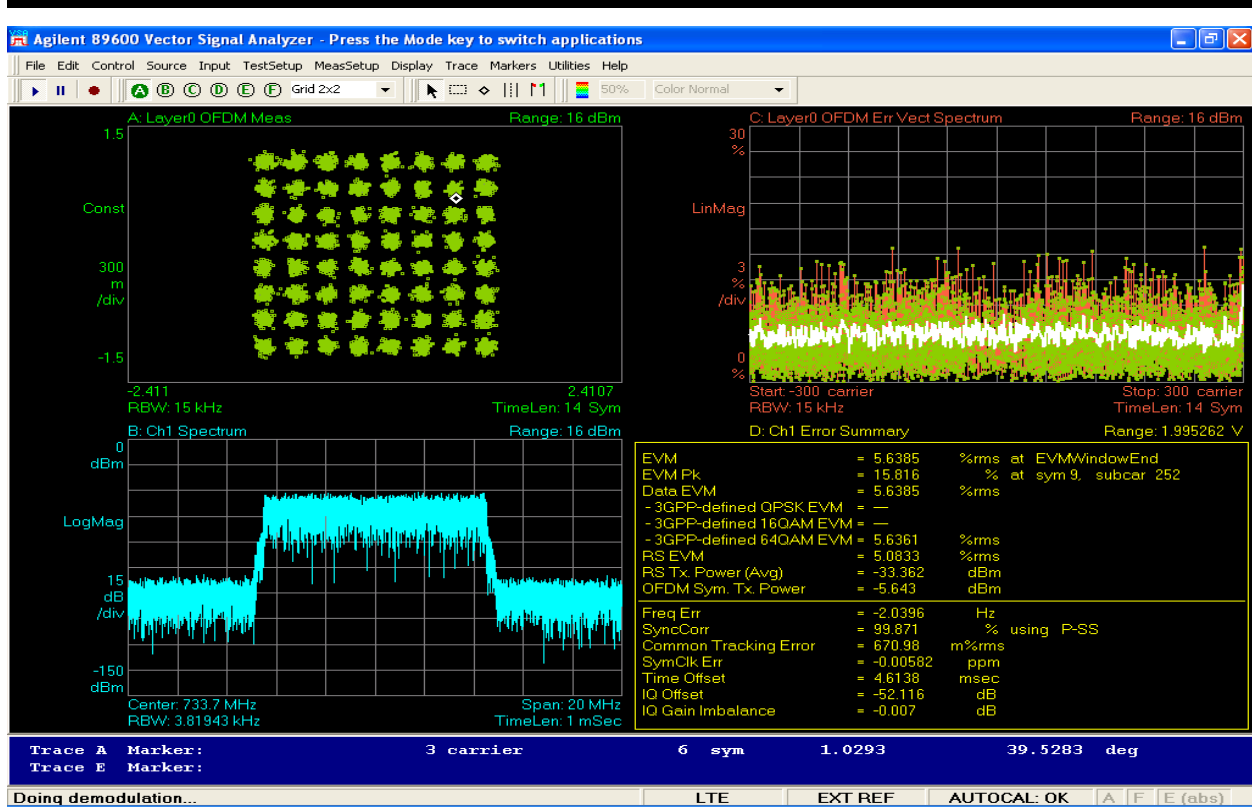 Agilent 89600 Vector Signal Analyzer - Press the Mode key to switch applications
File Edit Control Source Input TestSetup MeasSetup Display Trace Markers Utilities Help
A B C D E F Grid 2x2 50% Color Normal
A: Layer0 OFDM Meas Range: 16 dBm
1.5
Const
300
m
/div
-1.5
-2.411 2.4107
RBW: 15 kHz TimeLen: 14 Sym
C: Layer0 OFDM Err Vect Spectrum Range: 16 dBm
30
%
LinMag
3
%
/div
0
%
Start: -300 carrier Stop: 300 carrier
RBW: 15 kHz TimeLen: 14 Sym
B: Ch1 Spectrum Range: 16 dBm
0
dBm
LogMag
15
dB
/div
-150
dBm
Center: 733.7 MHz Span: 20 MHz
RBW: 3.81943 kHz TimeLen: 1 mSec
D: Ch1 Error Summary Range: 1.995262 V
EVM = 5.6385 %rms at EVMWindowEnd
EVM Pk = 15.816 % at sym 9, subcar 252
Data EVM = 5.6385 %rms
- 3GPP-defined QPSK EVM = —
- 3GPP-defined 16QAM EVM = —
- 3GPP-defined 64QAM EVM = 5.6361 %rms
RS EVM = 5.0833 %rms
RS Tx. Power (Avg) = -33.362 dBm
OFDM Sym. Tx. Power = -5.643 dBm
Freq Err = -2.0396 Hz
SyncCorr = 99.871 % using P-SS
Common Tracking Error = 670.98 m%rms
SymClk Err = -0.00582 ppm
Time Offset = 4.6138 msec
IQ Offset = -52.116 dB
IQ Gain Imbalance = -0.007 dB
Trace A Marker: 3 carrier 6 sym 1.0293 39.5283 deg
Trace E Marker:
Doing demodulation... LTE EXT REF AUTOCAL: OK A F E (abs)